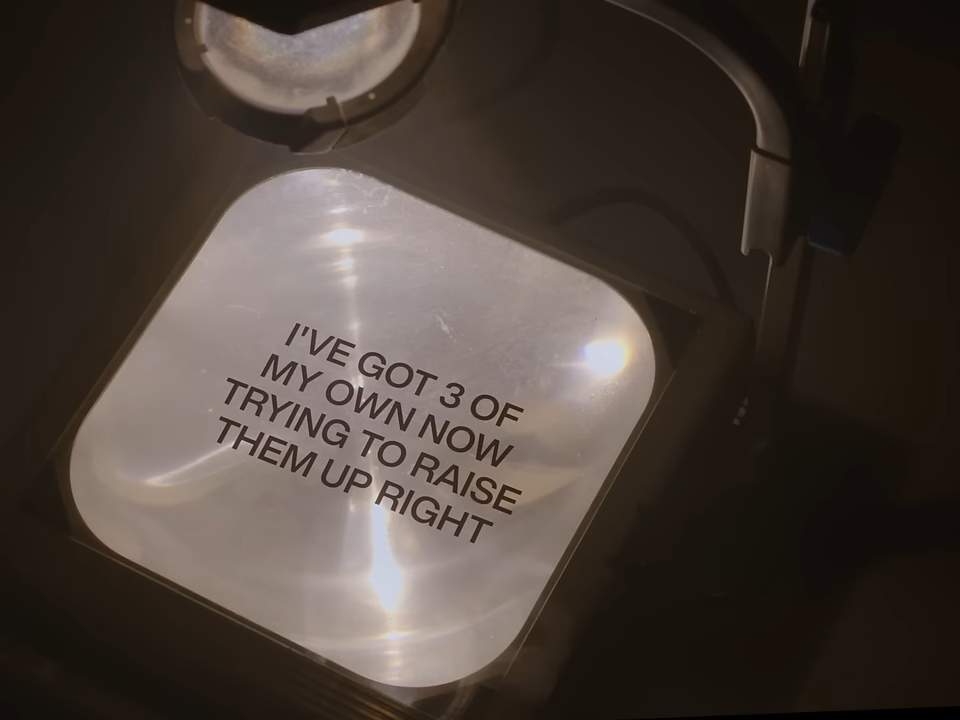 I'VE GOT 3 OF
MY OWN NOW
TRYING TO RAISE
THEM UP RIGHT